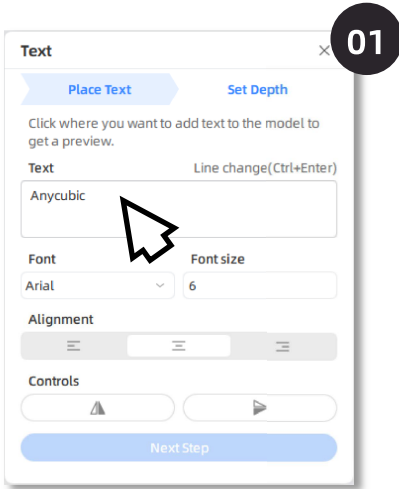 01
Text
Place Text Set Depth
Click where you want to add text to the model to
get a preview.
Text Line change(Ctrl+Enter)
Anycubic
Font Font size
Arial 6
Alignment
Controls
Next Step